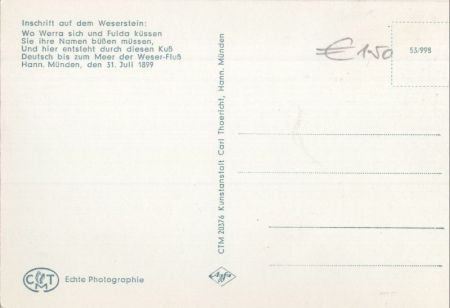 Inschrift auf dem Weserstein:
Wo Werra sich und Fulda küssen
Sie ihre Namen büßen müssen,
Und hier entsteht durch diesen Kuß
Deutsch bis zum Meer der Weser-Fluß
Hann. Münden, den 31. Juli 1899
€ 1.50
53/998
CTM 20376 Kunstanstalt Carl Thoericht, Hann. Münden
CTM
Echte Photographie
Agfa